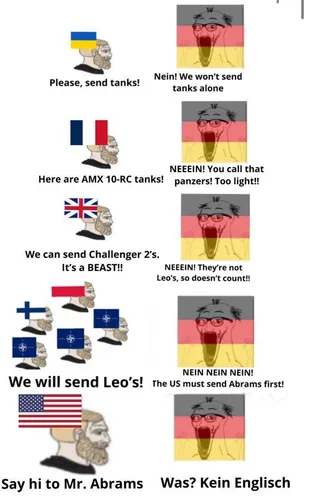 Please, send tanks!
Nein! We won't send
tanks alone
Here are AMX 10-RC tanks!
NEEEIN! You call that
panzers! Too light!!
We can send Challenger 2's.
It's a BEAST!!
NEEEIN! They're not
Leo's, so doesn't count!!
We will send Leo's!
NEIN NEIN NEIN!
The US must send Abrams first!
Say hi to Mr. Abrams
Was? Kein Englisch